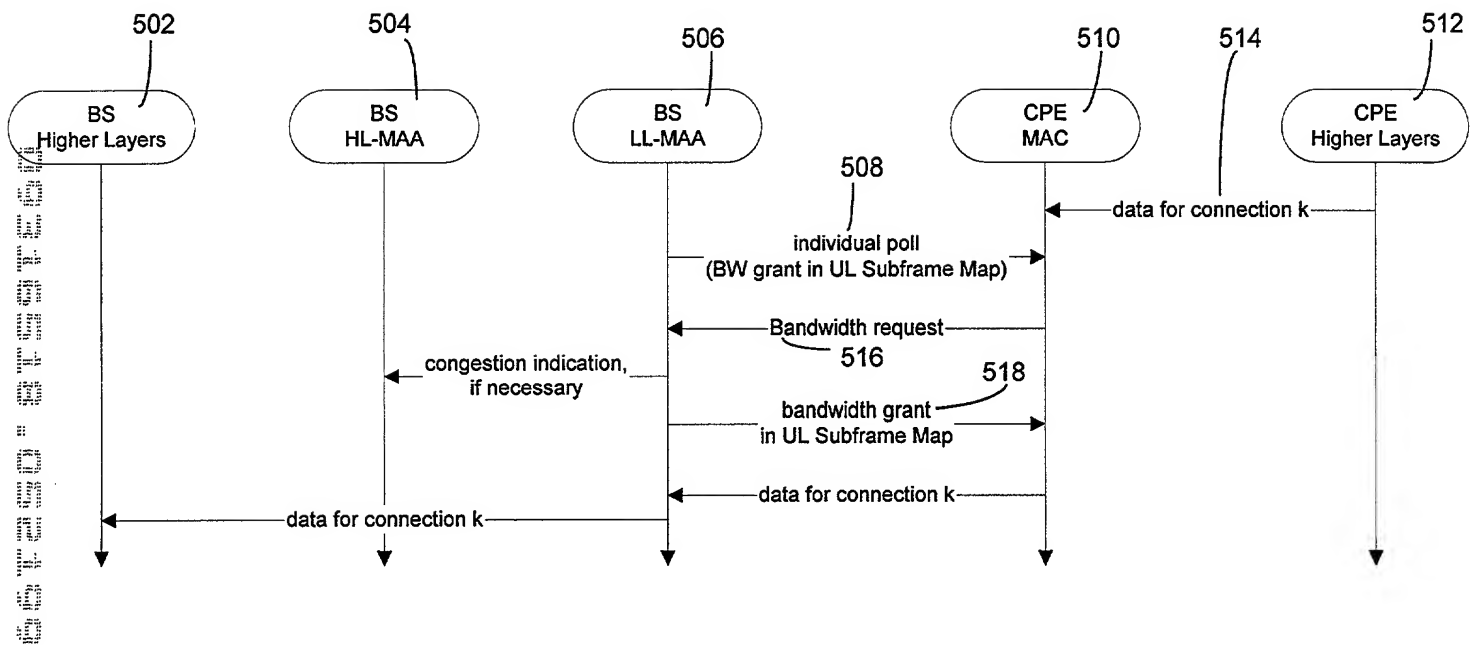 502
504
506
510
514
512
BS
Higher Layers
BS
HL-MAA
BS
LL-MAA
CPE
MAC
CPE
Higher Layers
508
data for connection k
individual poll
(BW grant in UL Subframe Map)
Bandwidth request
516
congestion indication,
if necessary
518
bandwidth grant
in UL Subframe Map
data for connection k
data for connection k